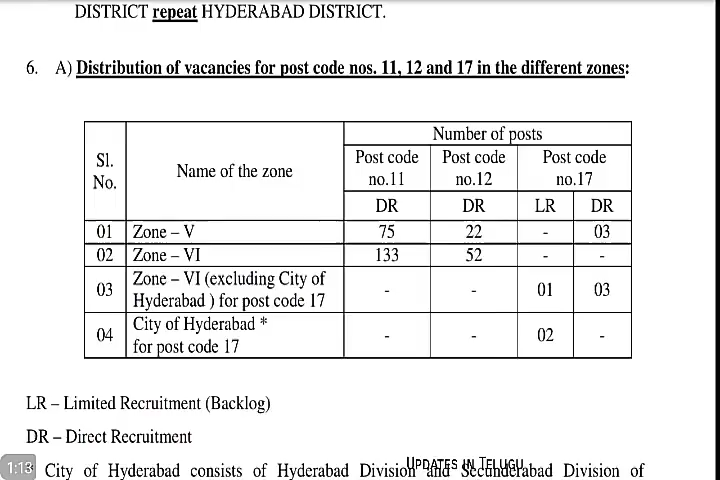 DISTRICT repeat HYDERABAD DISTRICT.
6. A) Distribution of vacancies for post code nos. 11, 12 and 17 in the different zones:
Sl. No. Name of the zone Number of posts
Post code no.11 Post code no.12 Post code no.17
DR DR LR DR
01 Zone – V 75 22 - 03
02 Zone – VI 133 52 - -
03 Zone – VI (excluding City of Hyderabad ) for post code 17 - - 01 03
04 City of Hyderabad * for post code 17 - - 02 -
LR – Limited Recruitment (Backlog)
DR – Direct Recruitment
1:13 City of Hyderabad consists of Hyderabad Division and Secunderabad Division of
UPDATES IN TELUGU